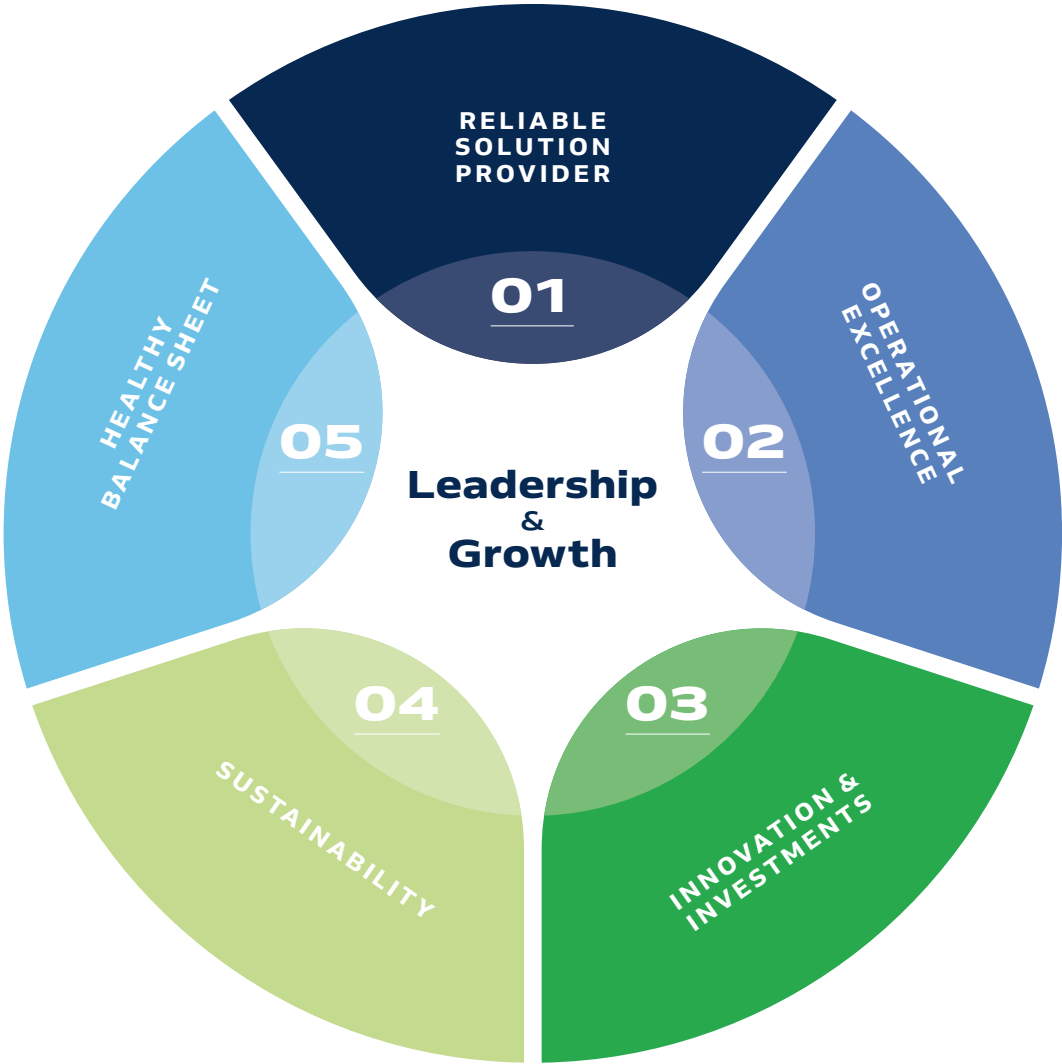 RELIABLE
SOLUTION
PROVIDER
01
OPERATIONAL
EXCELLENCE
02
INNOVATION &
INVESTMENTS
03
SUSTAINABILITY
04
HEALTHY
BALANCE SHEET
05
Leadership
&
Growth